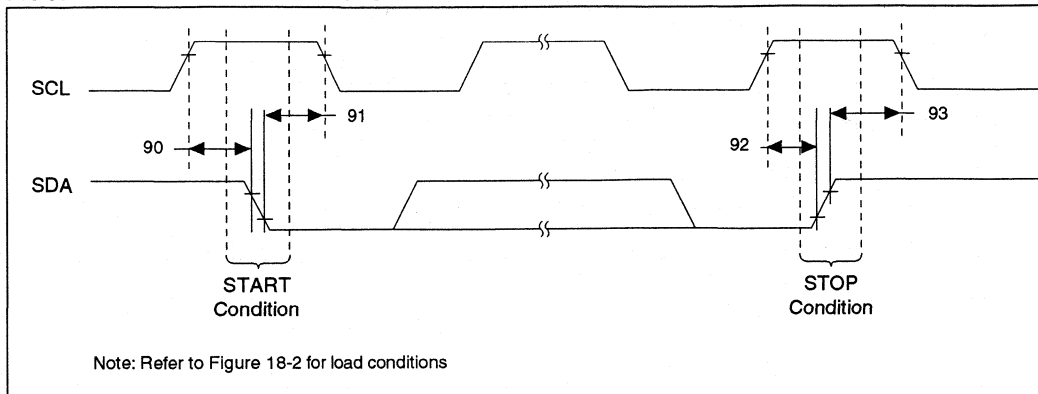 SCL
91
93
90
92
SDA
START
Condition
STOP
Condition
Note: Refer to Figure 18-2 for load conditions